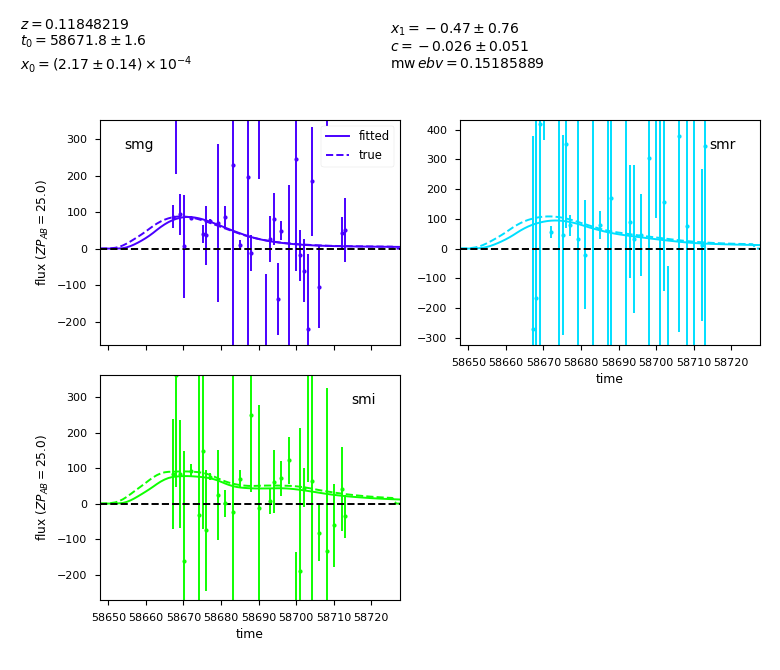 z = 0.11848219
t₀ = 58671.8 ± 1.6
x₀ = (2.17 ± 0.14) × 10⁻⁴
x₁ = −0.47 ± 0.76
c = −0.026 ± 0.051
mw ebv = 0.15185889
smg
fitted
true
300
200
100
0
−100
−200
flux (ZP_AB = 25.0)
smr
400
300
200
100
0
−100
−200
−300
58650 58660 58670 58680 58690 58700 58710 58720
time
smi
300
200
100
0
−100
−200
flux (ZP_AB = 25.0)
58650 58660 58670 58680 58690 58700 58710 58720
time